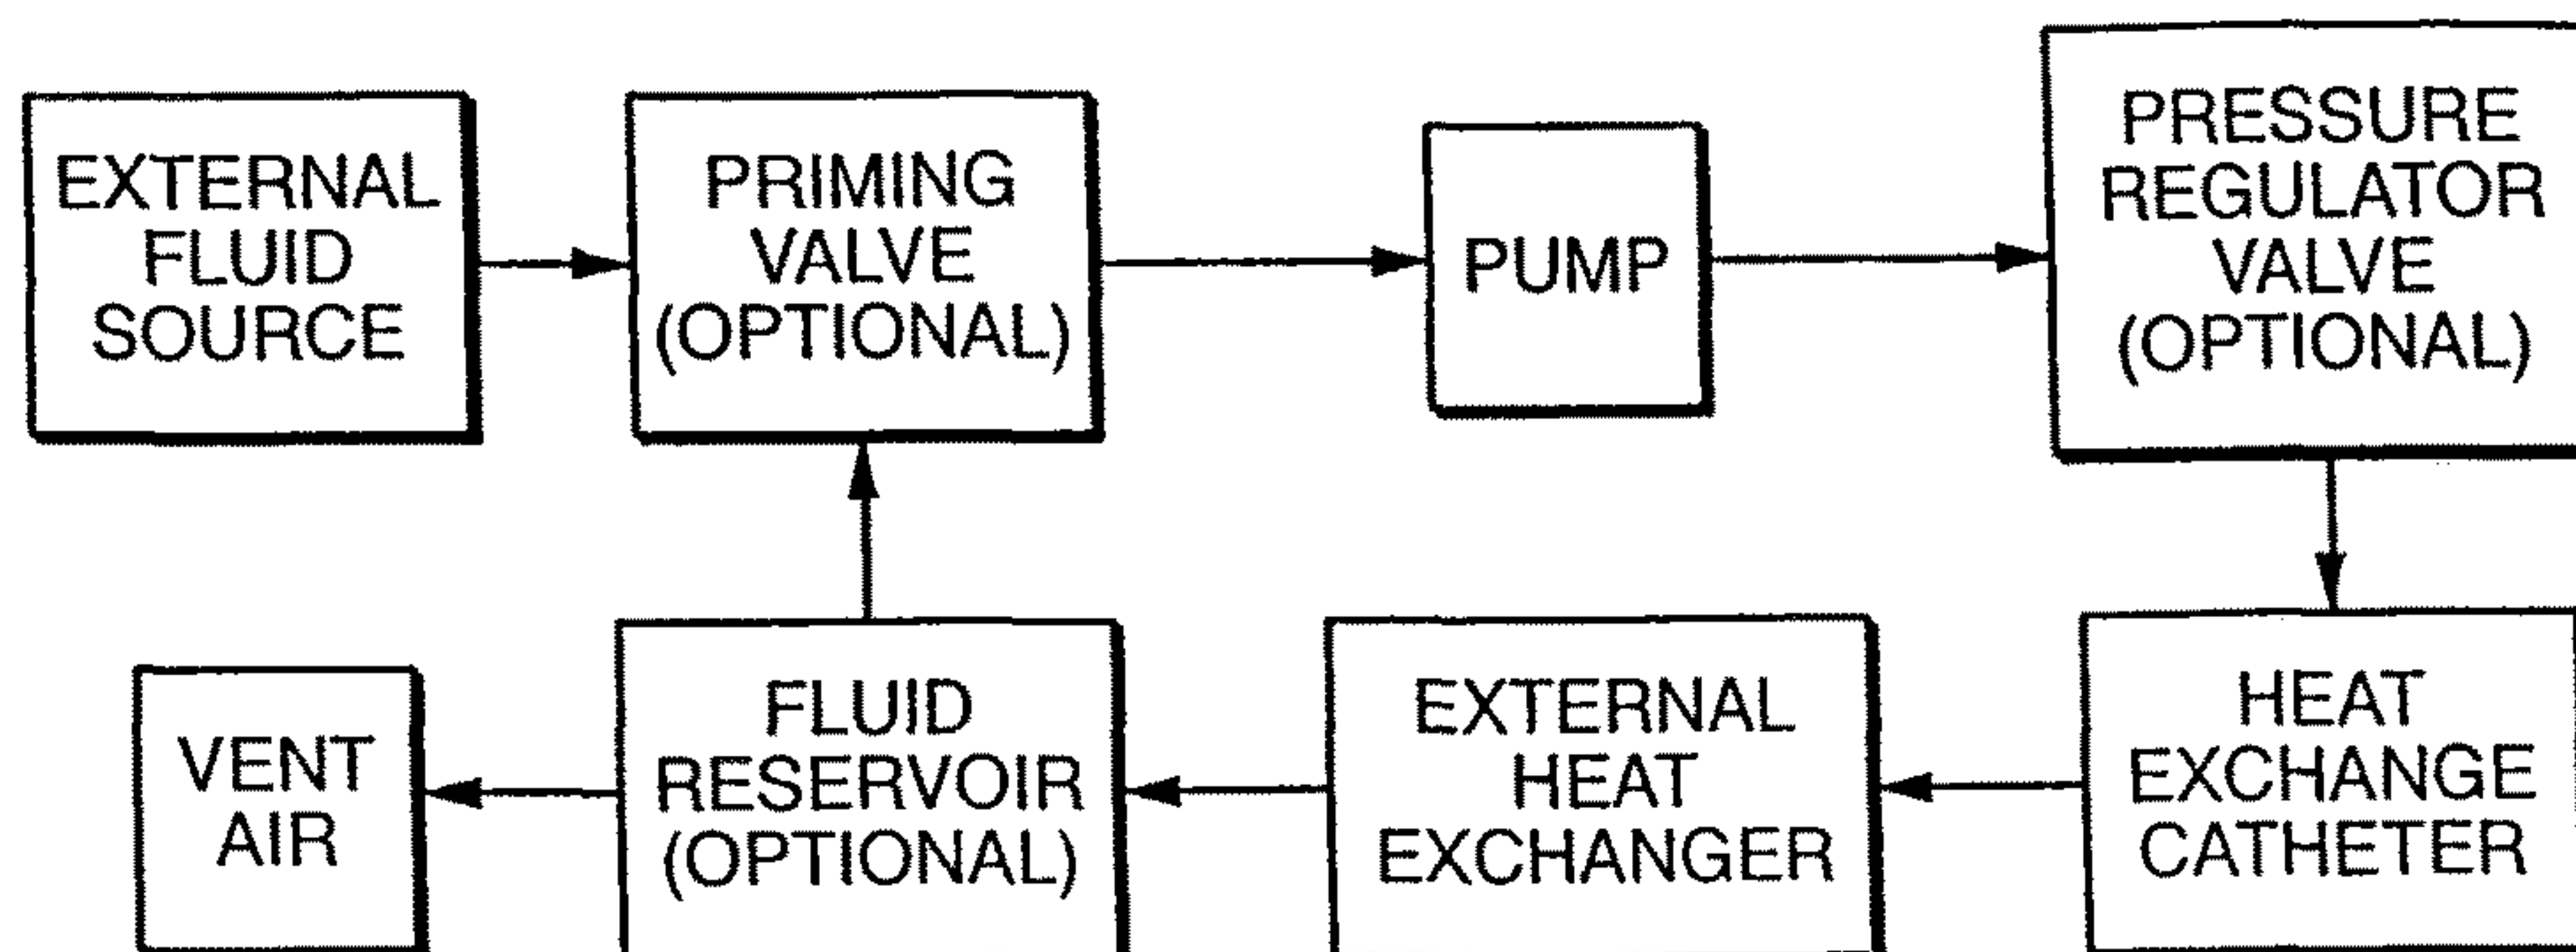 EXTERNAL
FLUID
SOURCE
PRIMING
VALVE
(OPTIONAL)
PUMP
PRESSURE
REGULATOR
VALVE
(OPTIONAL)
VENT
AIR
FLUID
RESERVOIR
(OPTIONAL)
EXTERNAL
HEAT
EXCHANGER
HEAT
EXCHANGE
CATHETER